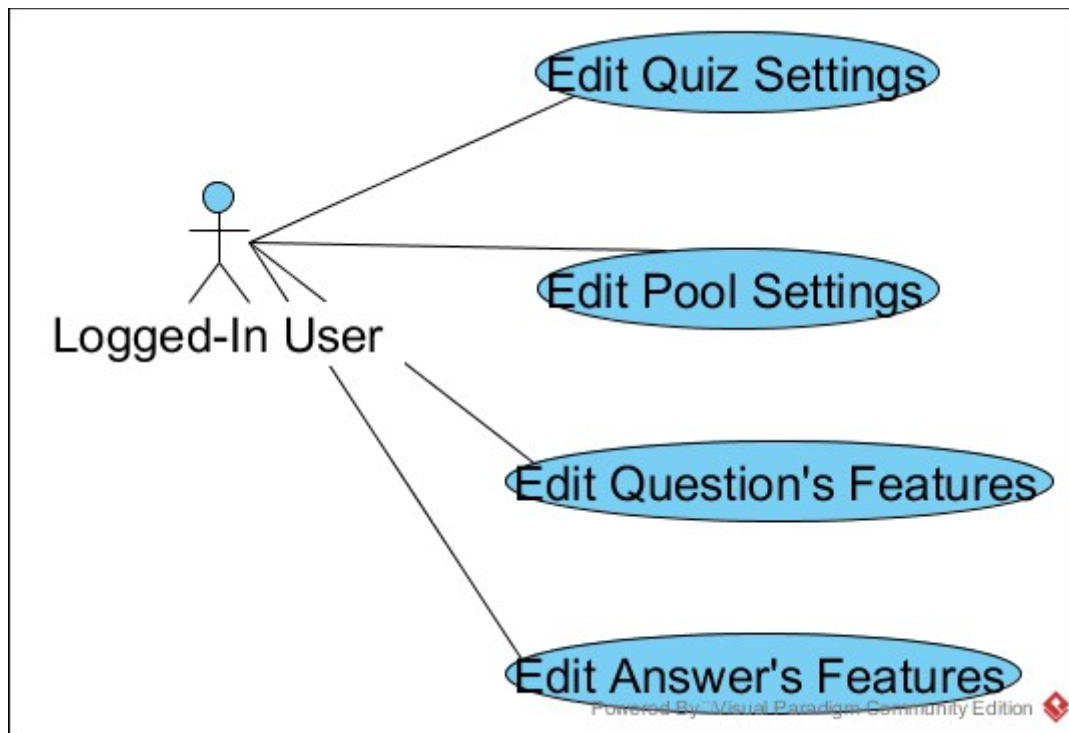 Edit Quiz Settings
Edit Pool Settings
Logged-In User
Edit Question's Features
Edit Answer's Features
Powered By Visual Paradigm Community Edition